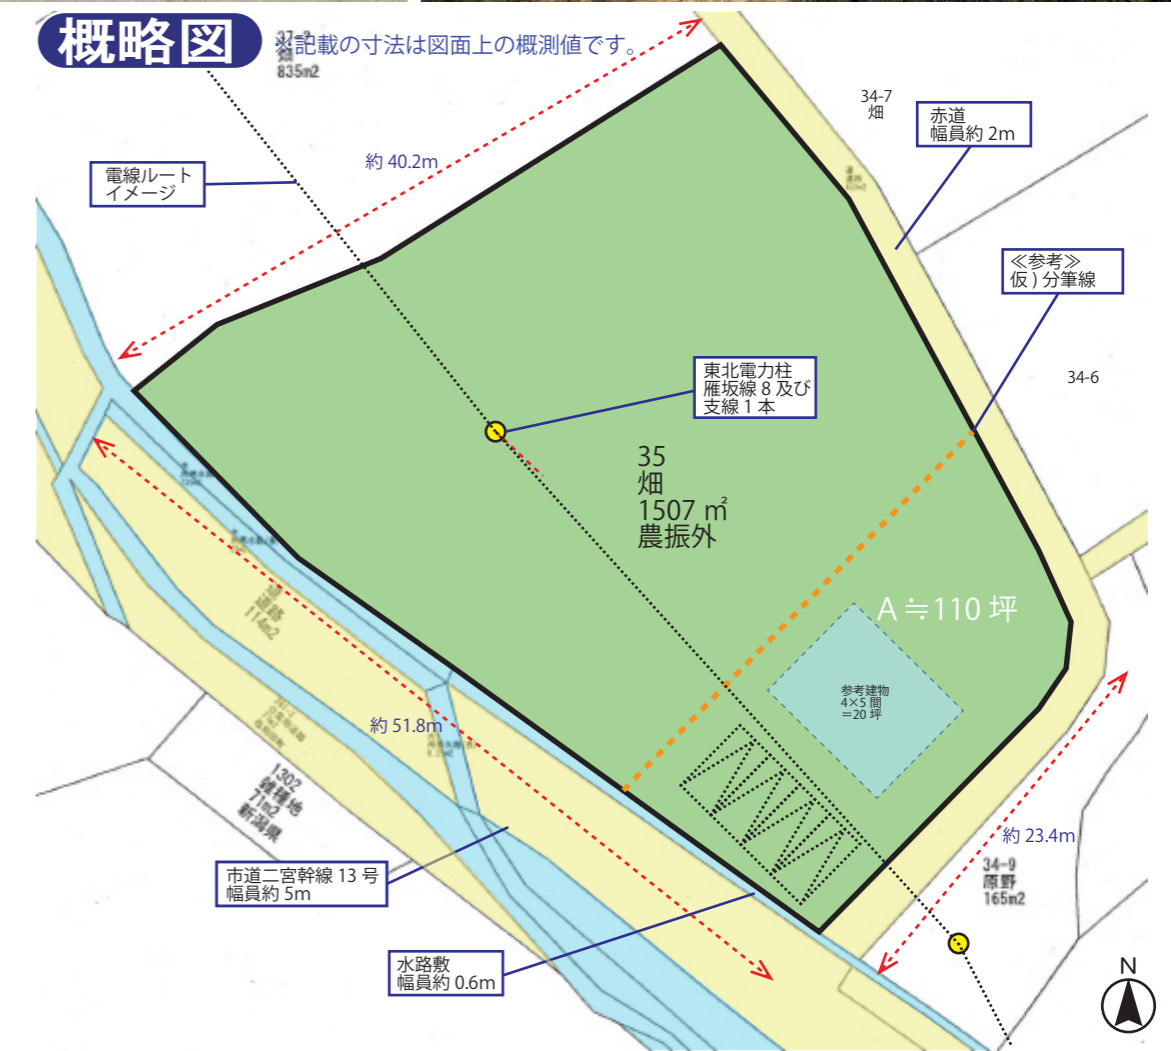 概略図
※記載の寸法は図面上の概測値です。
37-2
畑
835m2
34-7
畑
赤道
幅員約 2m
約 40.2m
電線ルート
イメージ
≪参考≫
仮 ) 分筆線
34-6
東北電力柱
雁坂線 8 及び
支線 1 本
35
畑
1507 ㎡
農振外
A ≒110 坪
参考建物
4×5 間
＝20 坪
道
道路
114m2
約 51.8m
1302
雑種地
71m2
新潟県
約 23.4m
34-9
原野
165m2
市道二宮幹線 13 号
幅員約 5m
水路敷
幅員約 0.6m
N